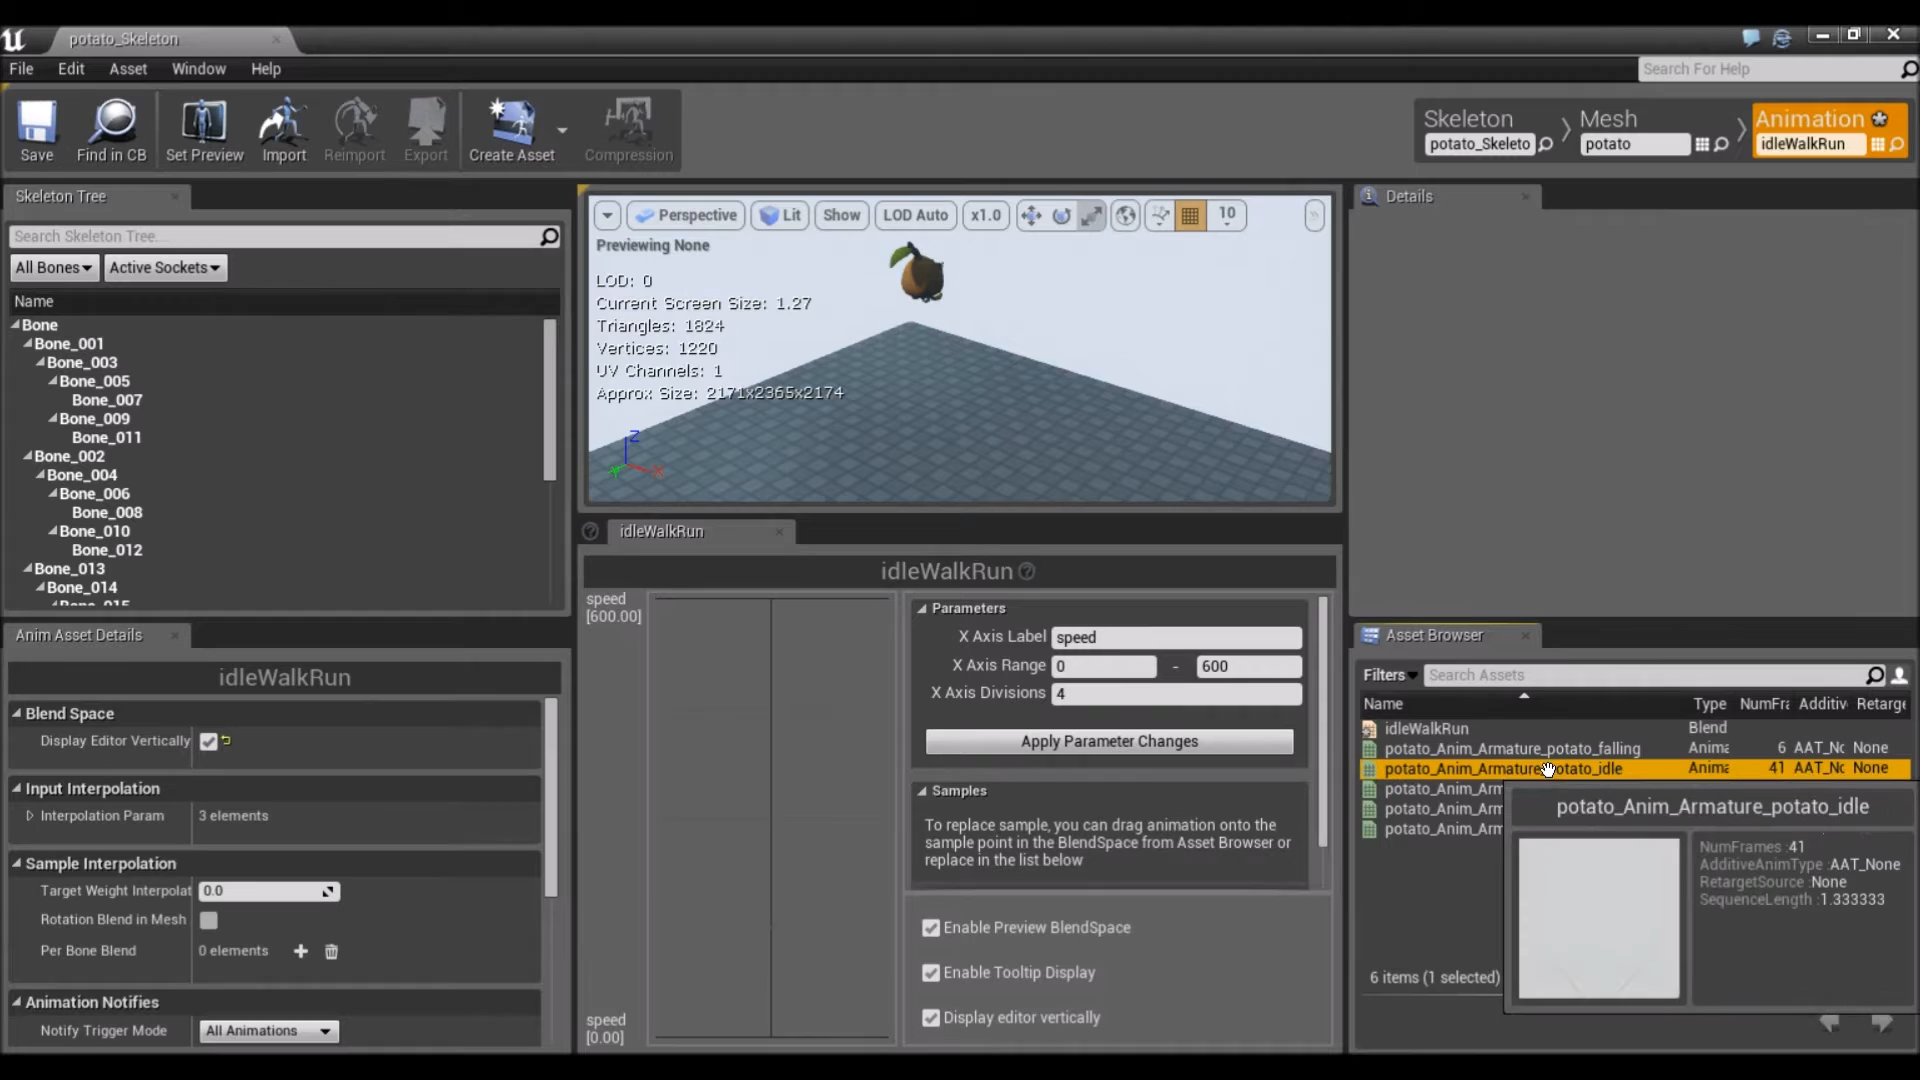 potato_Skeleton
File Edit Asset Window Help
Search For Help
Save
Find in CB
Set Preview
Import
Reimport
Export
Create Asset
Compression
Skeleton
potato_Skeleto
Mesh
potato
Animation
idleWalkRun
Skeleton Tree
Search Skeleton Tree...
All Bones
Active Sockets
Name
Bone
Bone_001
Bone_003
Bone_005
Bone_007
Bone_009
Bone_011
Bone_002
Bone_004
Bone_006
Bone_008
Bone_010
Bone_012
Bone_013
Bone_014
Bone_015
Perspective Lit Show LOD Auto x1.0 10
Previewing None
LOD: 0
Current Screen Size: 1.27
Triangles: 1824
Vertices: 1220
UV Channels: 1
Approx Size: 2171x2365x2174
Z
X
Details
Anim Asset Details
idleWalkRun
Blend Space
Display Editor Vertically
Input Interpolation
Interpolation Param 3 elements
Sample Interpolation
Target Weight Interpolat 0.0
Rotation Blend in Mesh
Per Bone Blend 0 elements
Animation Notifies
Notify Trigger Mode All Animations
idleWalkRun
idleWalkRun
speed
[600.00]
speed
[0.00]
Parameters
X Axis Label speed
X Axis Range 0 - 600
X Axis Divisions 4
Apply Parameter Changes
Samples
To replace sample, you can drag animation onto the
sample point in the BlendSpace from Asset Browser or
replace in the list below
Enable Preview BlendSpace
Enable Tooltip Display
Display editor vertically
Asset Browser
Filters Search Assets
Name Type NumFra Additiv Retarge
idleWalkRun Blend
potato_Anim_Armature_potato_falling Anima 6 AAT_Nc None
potato_Anim_Armature_potato_idle Anima 41 AAT_Nc None
potato_Anim_Arm
potato_Anim_Arm
potato_Anim_Arm
6 items (1 selected)
potato_Anim_Armature_potato_idle
NumFrames :41
AdditiveAnimType :AAT_None
RetargetSource :None
SequenceLength :1.333333